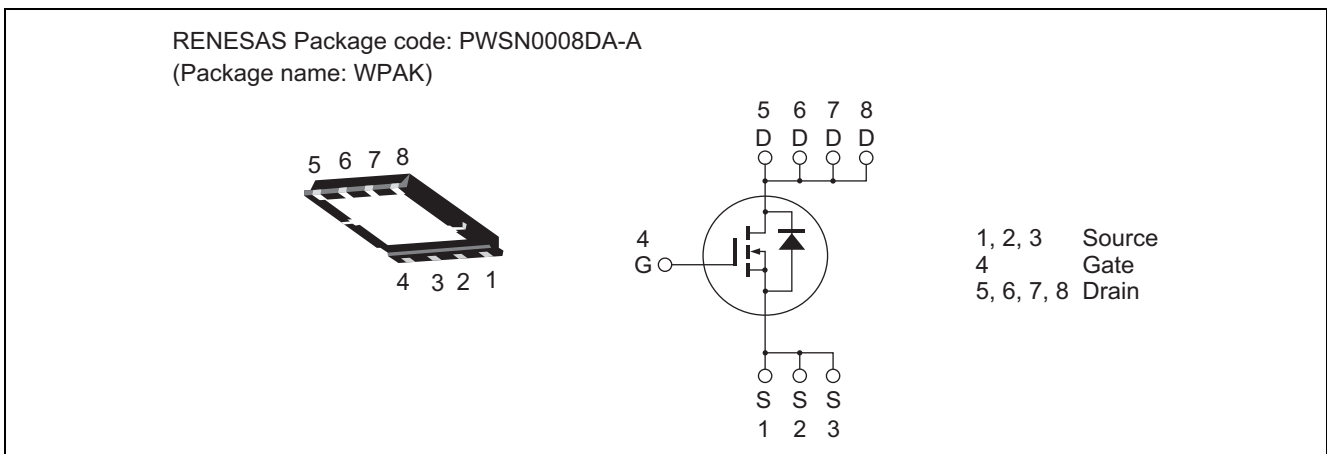 RENESAS Package code: PWSN0008DA-A
(Package name: WPAK)
5 6 7 8
4 3 2 1
5 6 7 8
D D D D
4
G
S S S
1 2 3
1, 2, 3 Source
4 Gate
5, 6, 7, 8 Drain